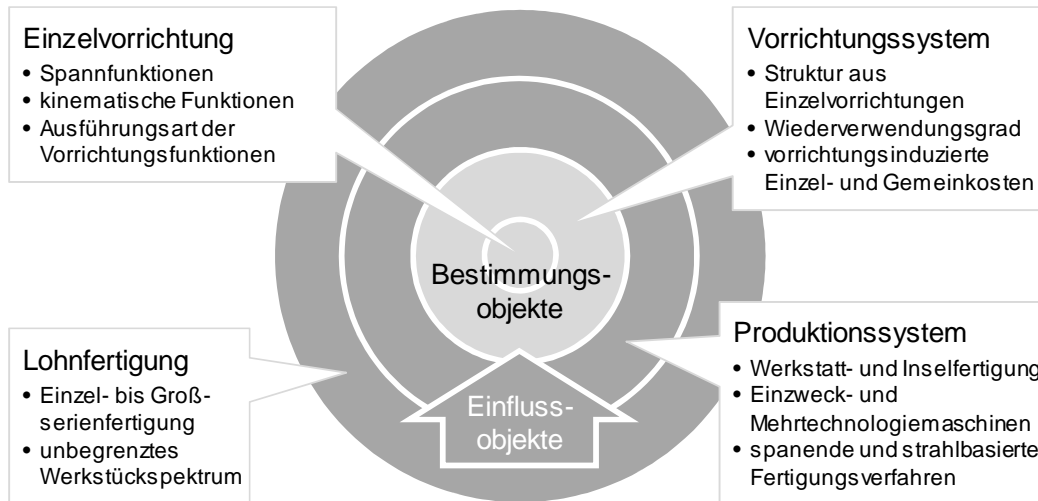 Einzelvorrichtung
• Spannfunktionen
• kinematische Funktionen
• Ausführungsart der
Vorrichtungsfunktionen
Vorrichtungssystem
• Struktur aus
Einzelvorrichtungen
• Wiederverwendungsgrad
• vorrichtungsinduzierte
Einzel- und Gemeinkosten
Bestimmungs-
objekte
Lohnfertigung
• Einzel- bis Groß-
serienfertigung
• unbegrenztes
Werkstückspektrum
Einfluss-
objekte
Produktionssystem
• Werkstatt- und Inselfertigung
• Einzweck- und
Mehrtechnologiemaschinen
• spanende und strahlbasierte
Fertigungsverfahren